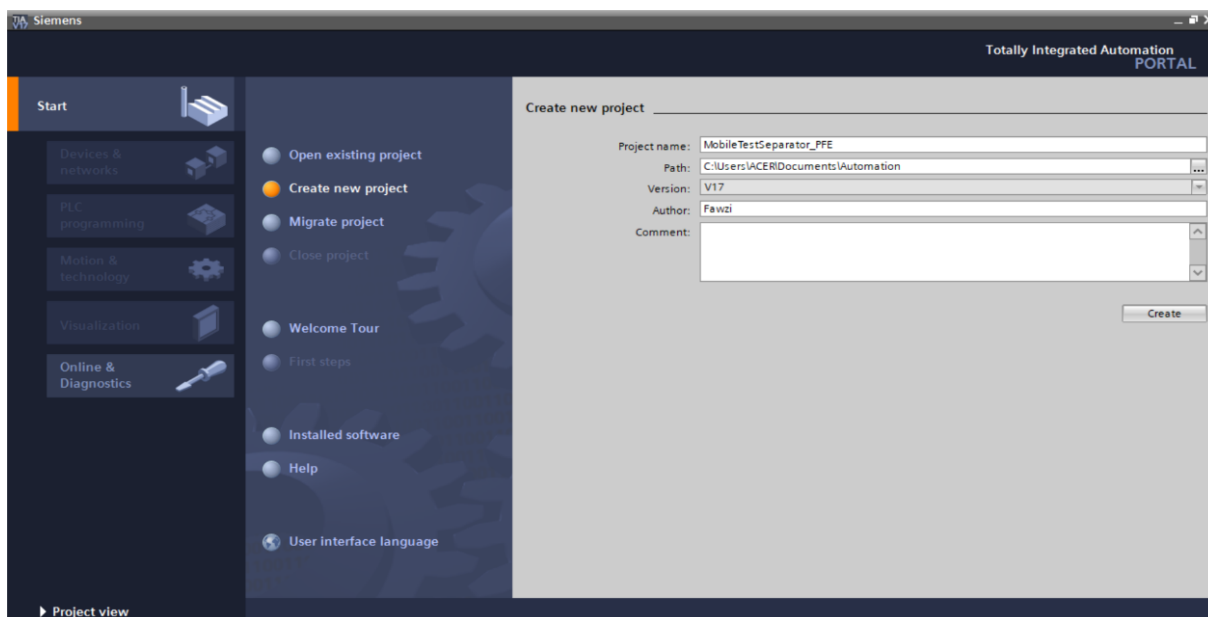 Siemens
Totally Integrated Automation
PORTAL
Start
Devices &
networks
PLC
programming
Motion &
technology
Visualization
Online &
Diagnostics
Project view
Open existing project
Create new project
Migrate project
Close project
Welcome Tour
First steps
Installed software
Help
User interface language
Create new project
Project name: MobileTestSeparator_PFE
Path: C:\Users\ACER\Documents\Automation ...
Version: V17
Author: Fawzi
Comment:
Create